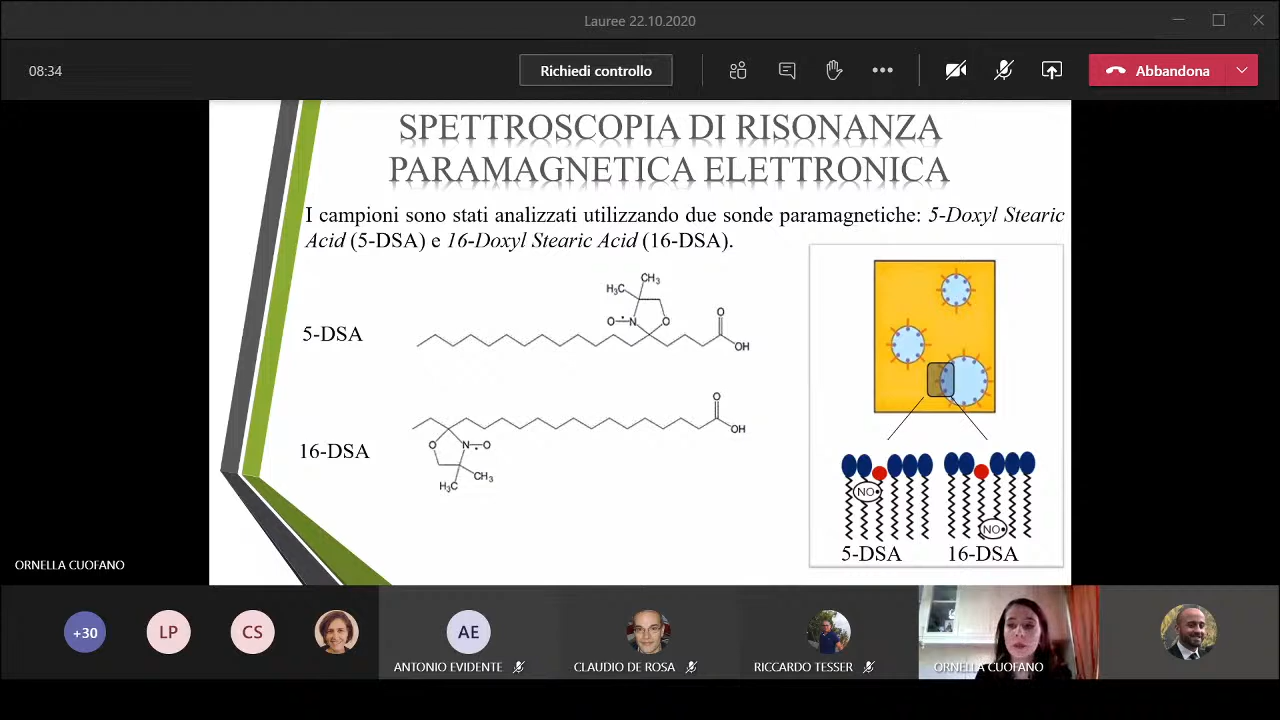 Lauree 22.10.2020
08:34
Richiedi controllo
Abbandona
SPETTROSCOPIA DI RISONANZA
PARAMAGNETICA ELETTRONICA
I campioni sono stati analizzati utilizzando due sonde paramagnetiche: 5-Doxyl Stearic
Acid (5-DSA) e 16-Doxyl Stearic Acid (16-DSA).
5-DSA
H₃C
CH₃
O
N
O
O
OH
16-DSA
O
N
O
CH₃
H₃C
O
OH
NO•
NO•
5-DSA
16-DSA
ORNELLA CUOFANO
+30
LP
CS
AE
ANTONIO EVIDENTE
CLAUDIO DE ROSA
RICCARDO TESSER
ORNELLA CUOFANO